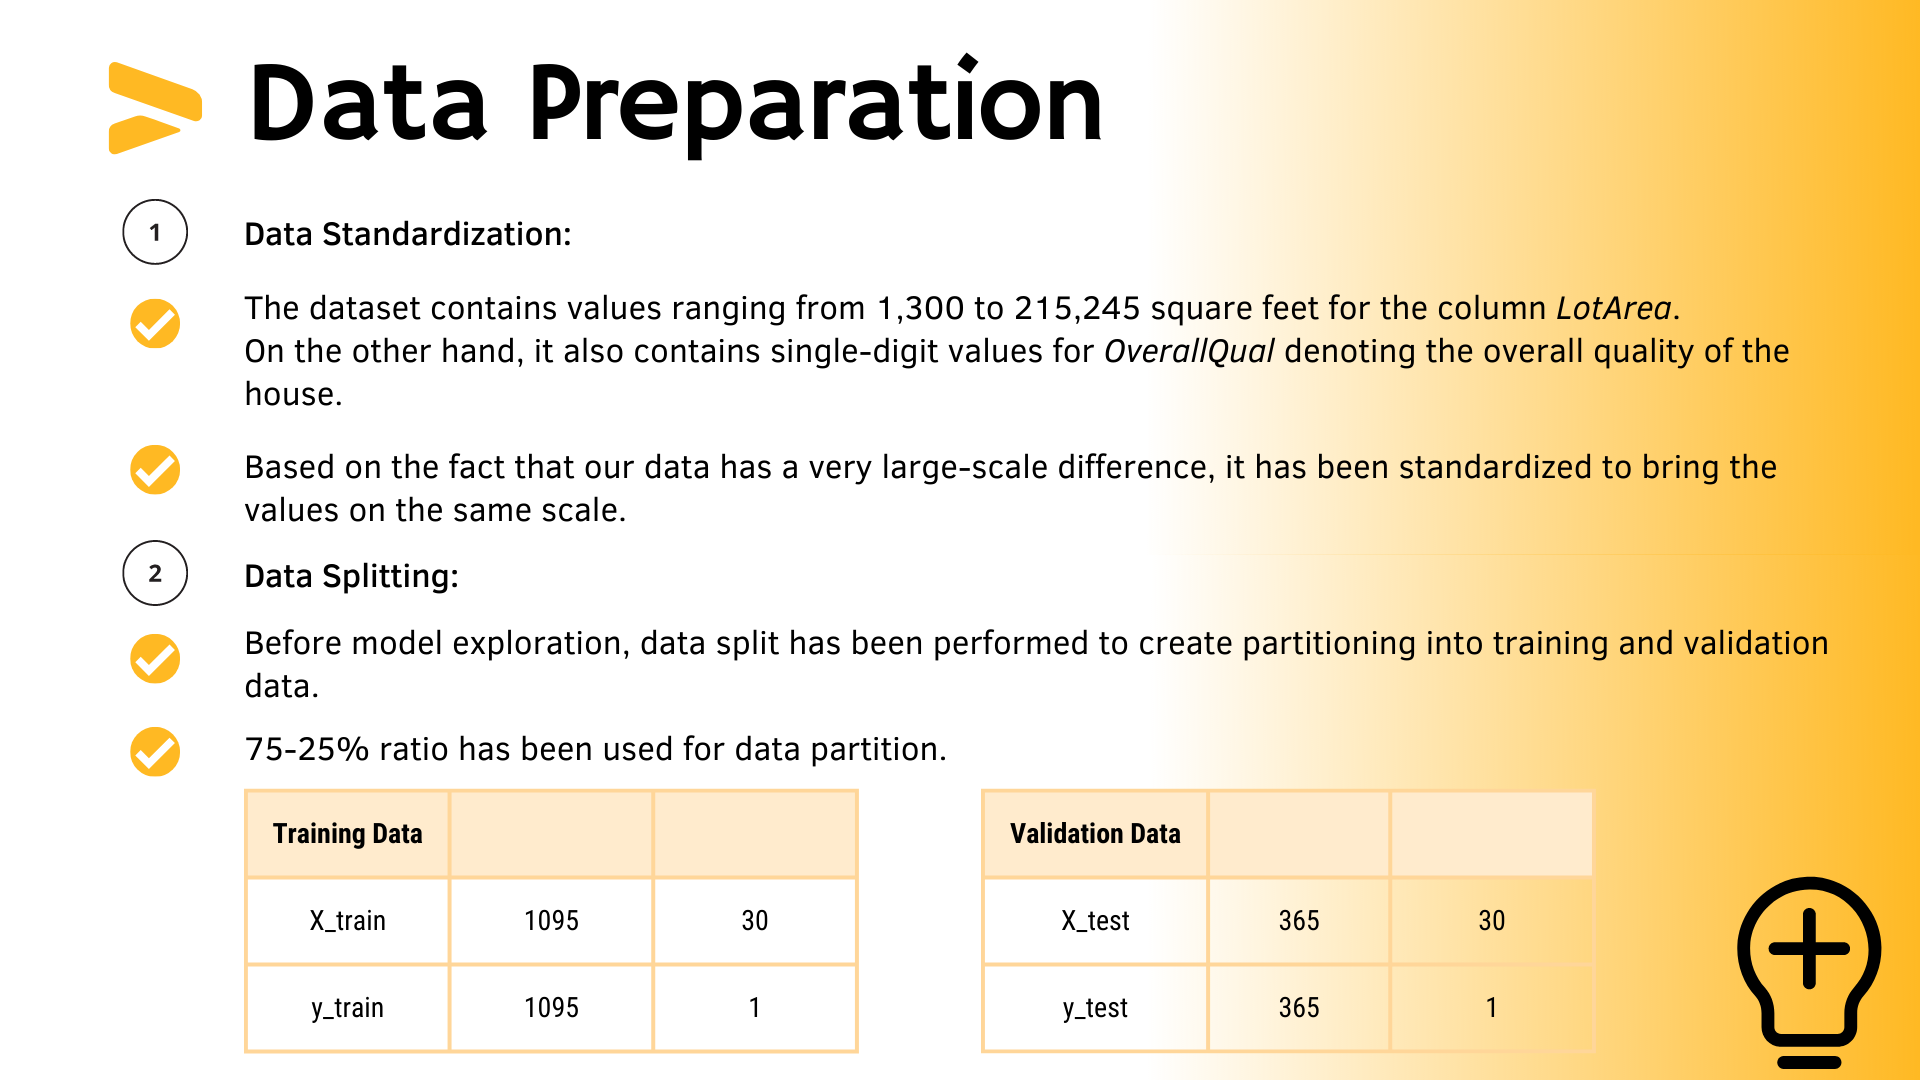 Data Preparation
1
Data Standardization:
The dataset contains values ranging from 1,300 to 215,245 square feet for the column LotArea.
On the other hand, it also contains single-digit values for OverallQual denoting the overall quality of the
house.
Based on the fact that our data has a very large-scale difference, it has been standardized to bring the
values on the same scale.
2
Data Splitting:
Before model exploration, data split has been performed to create partitioning into training and validation
data.
75-25% ratio has been used for data partition.
Training Data
X_train 1095 30
y_train 1095 1
Validation Data
X_test 365 30
y_test 365 1